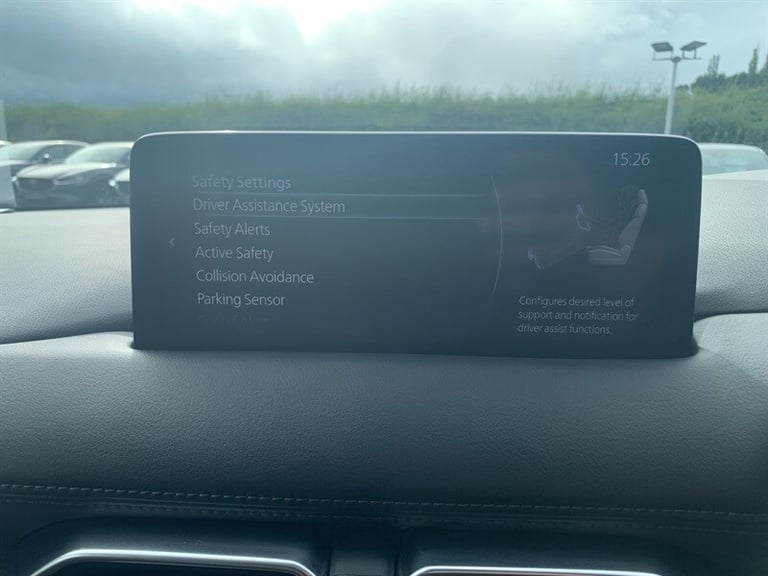 15:26
Safety Settings
Driver Assistance System
Safety Alerts
Active Safety
Collision Avoidance
Parking Sensor
Configures desired level of
support and notification for
driver assist functions.